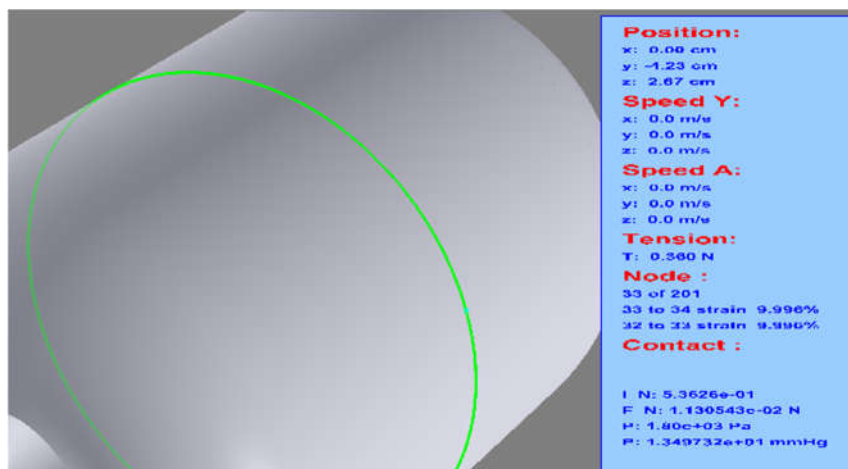 Position:
x: 0.00 cm
y: -1.23 cm
z: 2.67 cm
Speed Y:
x: 0.0 m/s
y: 0.0 m/s
z: 0.0 m/s
Speed A:
x: 0.0 m/s
y: 0.0 m/s
z: 0.0 m/s
Tension:
T: 0.360 N
Node :
33 of 201
33 to 34 strain 9.996%
32 to 33 strain 9.996%
Contact :
I N: 5.3626e-01
F N: 1.130543e-02 N
P: 1.80e+03 Pa
P: 1.349732e+01 mmHg